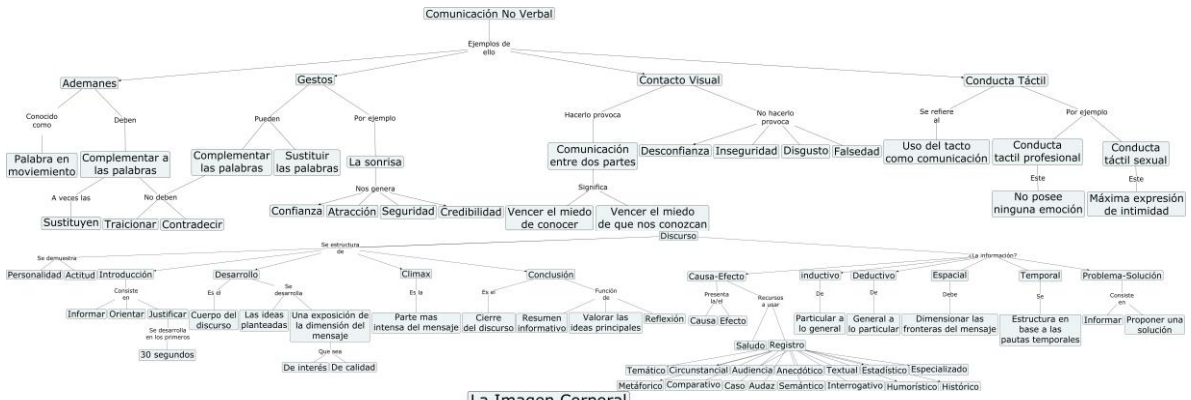 Comunicación No Verbal
Ejemplos de
ello
Ademanes
Gestos
Contacto Visual
Conducta Táctil
Conocido
como
Deben
Pueden
Por ejemplo
Hacerlo provoca
No hacerlo
provoca
Se refiere
al
Por ejemplo
Palabra en
moviemiento
Complementar a
las palabras
Complementar
las palabras
Sustituir
las palabras
La sonrisa
Comunicación
entre dos partes
Desconfianza
Inseguridad
Disgusto
Falsedad
Uso del tacto
como comunicación
Conducta
tactil profesional
Conducta
táctil sexual
A veces las
No deben
Nos genera
Significa
Este
Este
Sustituyen
Traicionar
Contradecir
Confianza
Atracción
Seguridad
Credibilidad
Vencer el miedo
de conocer
Vencer el miedo
de que nos conozcan
No posee
ninguna emoción
Máxima expresión
de intimidad
Discurso
Se demuestra
Se estructura
de
¿La información?
Personalidad
Actitud
Introducción
Desarrollo
Climax
Conclusión
Causa-Efecto
inductivo
Deductivo
Espacial
Temporal
Problema-Solución
Consiste
en
Es el
Se
desarrolla
Es la
Es el
Función
de
Presenta
la/el
Recursos
a usar
De
De
Debe
Se
Consiste
en
Informar
Orientar
Justificar
Cuerpo del
discurso
Las ideas
planteadas
Una exposición de
la dimensión del
mensaje
Parte mas
intensa del mensaje
Cierre
del discurso
Resumen
informativo
Valorar las
ideas principales
Reflexión
Causa
Efecto
Particular a
lo general
General a
lo particular
Dimensionar las
fronteras del mensaje
Estructura en
base a las
pautas temporales
Informar
Proponer una
solución
Se desarrolla
en los primeros
30 segundos
Que sea
De interés
De calidad
Saludo
Registro
Temático
Circunstancial
Audiencia
Anecdótico
Textual
Estadístico
Especializado
Metáforico
Comparativo
Caso
Audaz
Semántico
Interrogativo
Humorístico
Histórico
La Imagen Corporal